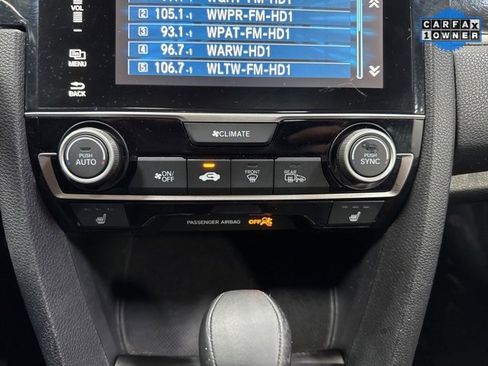 VOL
MENU
BACK
2 105.1-1 WWPR-FM-HD1
3 93.1-1 WPAT-FM-HD1
4 96.7-1 WARW-HD1
5 106.7-1 WLTW-FM-HD1
CARFAX
1 OWNER
CLIMATE
PUSH
AUTO
ON/
OFF
FRONT
REAR
PUSH
SYNC
PASSENGER AIRBAG OFF